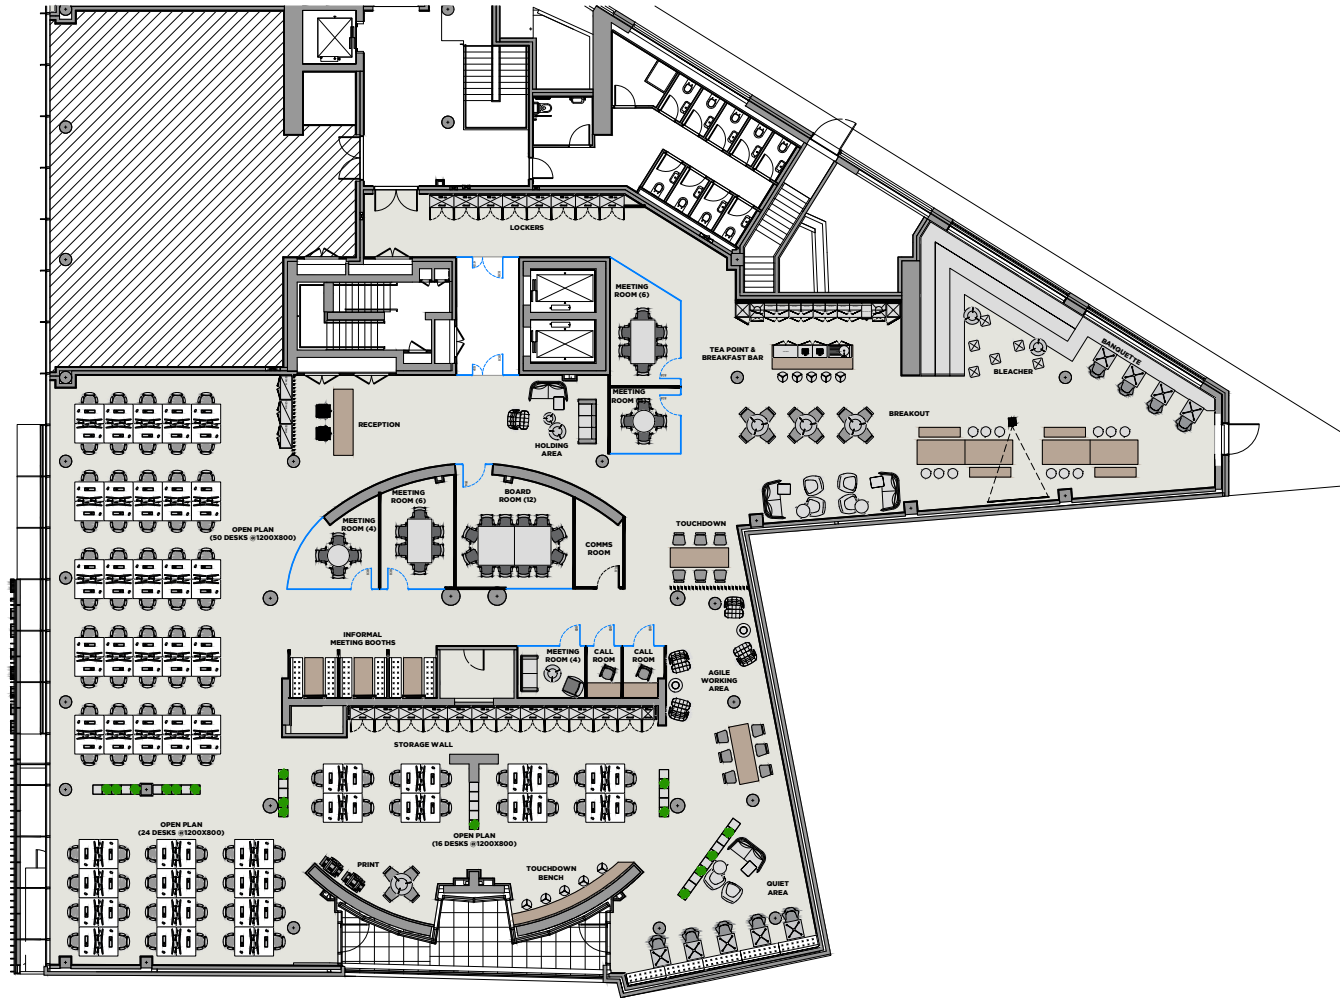 LOCKERS
MEETING
ROOM (6)
TEA POINT &
BREAKFAST BAR
BANQUETTE
BLEACHER
MEETING
ROOM
BREAKOUT
RECEPTION
HOLDING
AREA
MEETING
ROOM (6)
BOARD
ROOM (12)
MEETING
ROOM (4)
TOUCHDOWN
OPEN PLAN
(50 DESKS @1200X800)
COMMS
ROOM
INFORMAL
MEETING BOOTHS
MEETING
ROOM (4)
CALL
ROOM
CALL
ROOM
AGILE
WORKING
AREA
STORAGE WALL
OPEN PLAN
(24 DESKS @1200X800)
OPEN PLAN
(16 DESKS @1200X800)
PRINT
TOUCHDOWN
BENCH
QUIET
AREA